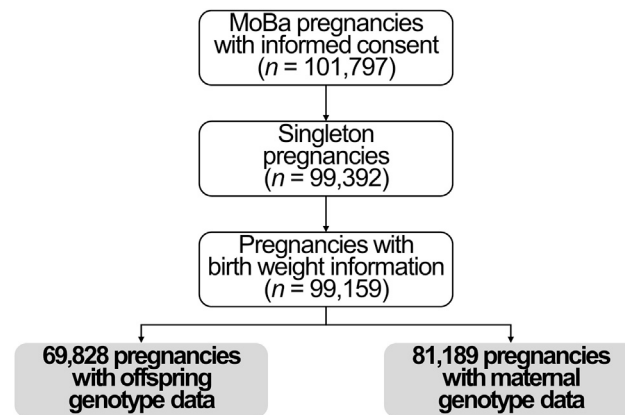 MoBa pregnancies
with informed consent
(n = 101,797)
Singleton
pregnancies
(n = 99,392)
Pregnancies with
birth weight information
(n = 99,159)
69,828 pregnancies
with offspring
genotype data
81,189 pregnancies
with maternal
genotype data